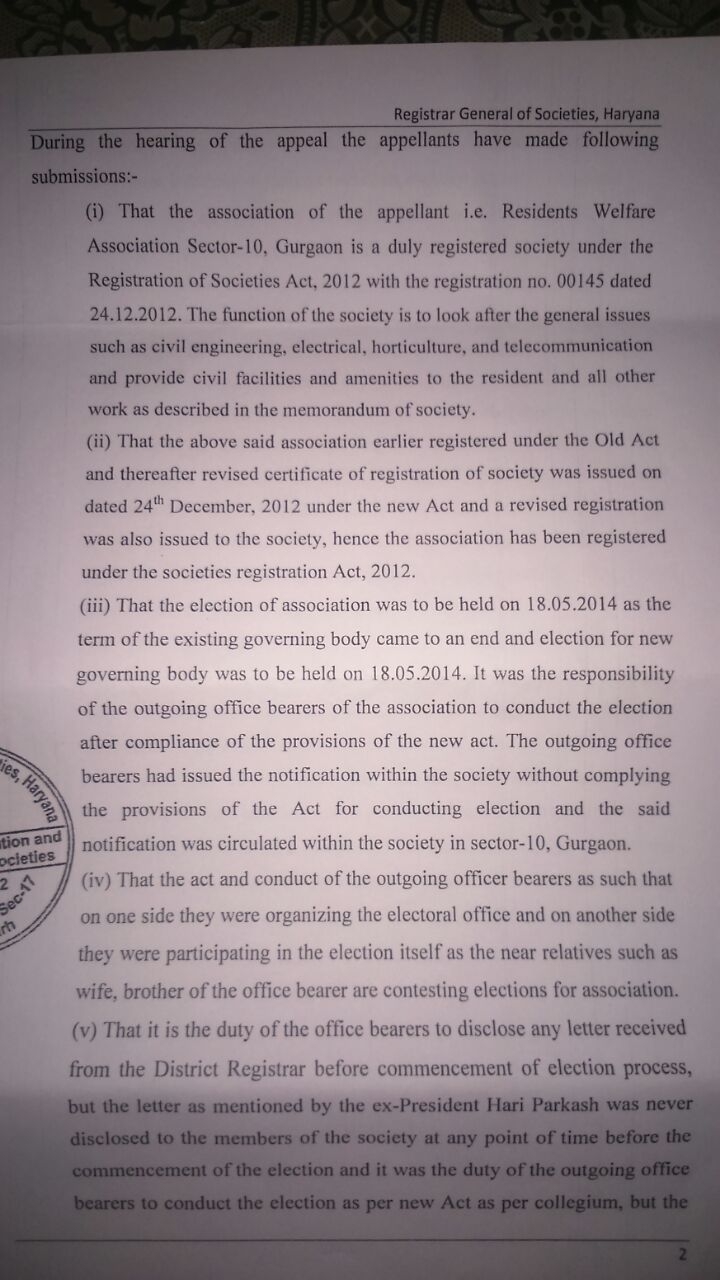 Registrar General of Societies, Haryana
During the hearing of the appeal the appellants have made following
submissions:-
(i) That the association of the appellant i.e. Residents Welfare
Association Sector-10, Gurgaon is a duly registered society under the
Registration of Societies Act, 2012 with the registration no. 00145 dated
24.12.2012. The function of the society is to look after the general issues
such as civil engineering, electrical, horticulture, and telecommunication
and provide civil facilities and amenities to the resident and all other
work as described in the memorandum of society.
(ii) That the above said association earlier registered under the Old Act
and thereafter revised certificate of registration of society was issued on
dated 24th December, 2012 under the new Act and a revised registration
was also issued to the society, hence the association has been registered
under the societies registration Act, 2012.
(iii) That the election of association was to be held on 18.05.2014 as the
term of the existing governing body came to an end and election for new
governing body was to be held on 18.05.2014. It was the responsibility
of the outgoing office bearers of the association to conduct the election
after compliance of the provisions of the new act. The outgoing office
bearers had issued the notification within the society without complying
the provisions of the Act for conducting election and the said
notification was circulated within the society in sector-10, Gurgaon.
(iv) That the act and conduct of the outgoing officer bearers as such that
on one side they were organizing the electoral office and on another side
they were participating in the election itself as the near relatives such as
wife, brother of the office bearer are contesting elections for association.
(v) That it is the duty of the office bearers to disclose any letter received
from the District Registrar before commencement of election process,
but the letter as mentioned by the ex-President Hari Parkash was never
disclosed to the members of the society at any point of time before the
commencement of the election and it was the duty of the outgoing office
bearers to conduct the election as per new Act as per collegium, but the
2
ies, Haryana
tion and
ocieties
2
Sec-17
rh